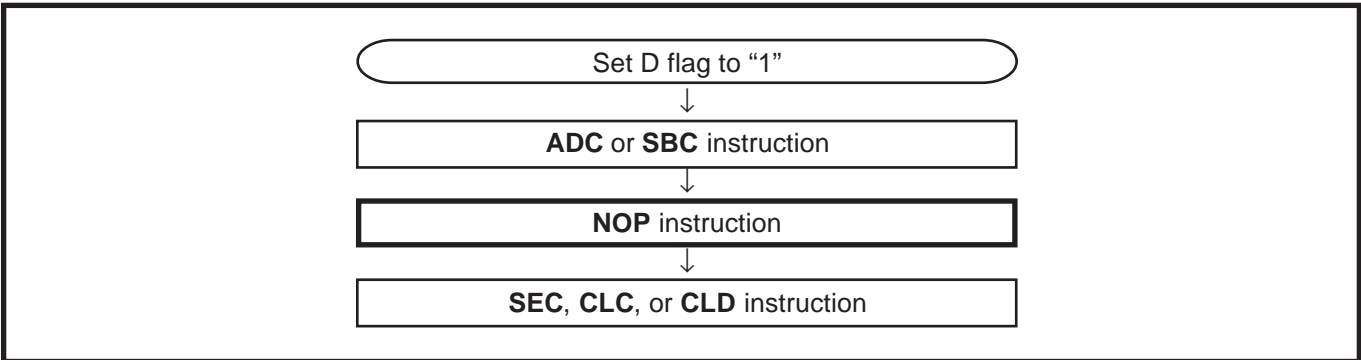 Set D flag to “1”
ADC or SBC instruction
NOP instruction
SEC, CLC, or CLD instruction